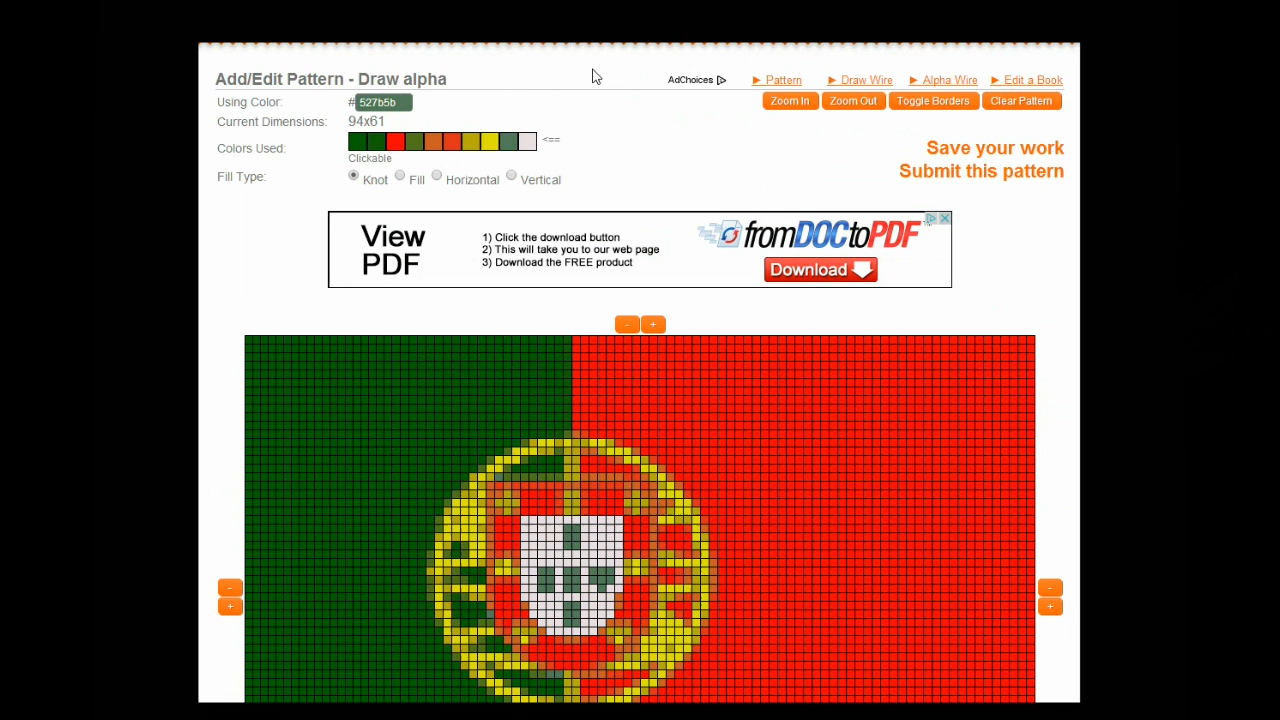 Add/Edit Pattern - Draw alpha
AdChoices
► Pattern ► Draw Wire ► Alpha Wire ► Edit a Book
Using Color: #527b5b
Zoom In Zoom Out Toggle Borders Clear Pattern
Current Dimensions: 94x61
Colors Used: <==
Clickable
Fill Type: Knot Fill Horizontal Vertical
Save your work
Submit this pattern
View
PDF
1) Click the download button
2) This will take you to our web page
3) Download the FREE product
fromDOCtoPDF
Download
- +
-
+
-
+